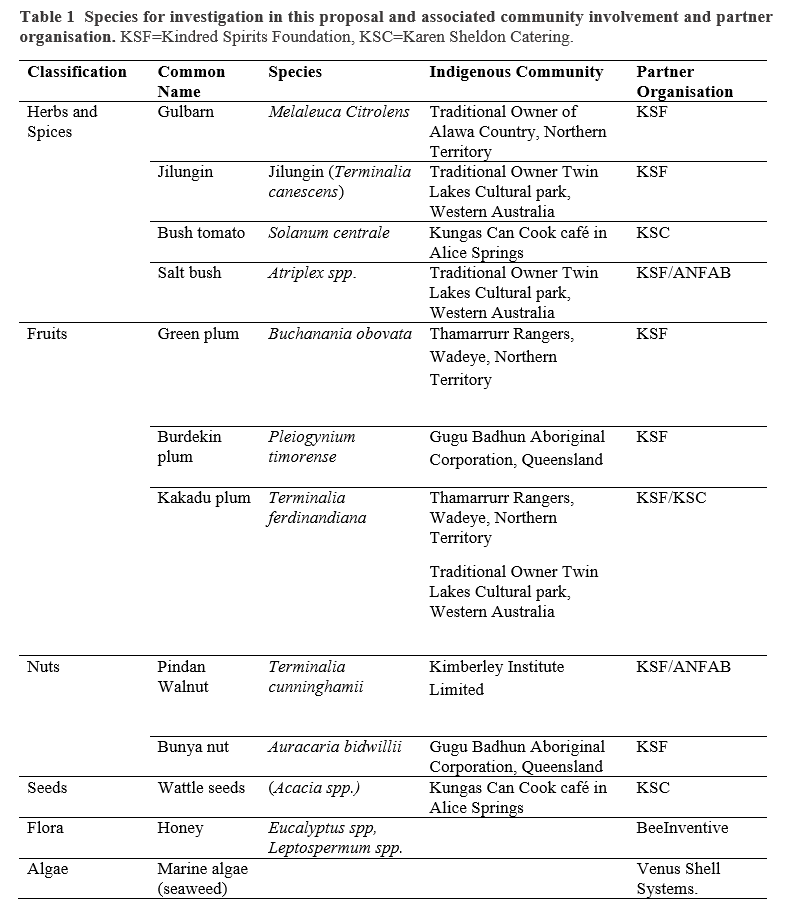 Table 1  Species for investigation in this proposal and associated community involvement and partner
organisation. KSF=Kindred Spirits Foundation, KSC=Karen Sheldon Catering.
Classification Common Name Species Indigenous Community Partner Organisation
Herbs and Spices Gulbarn Melaleuca Citrolens Traditional Owner of Alawa Country, Northern Territory KSF
Jilungin Jilungin (Terminalia canescens) Traditional Owner Twin Lakes Cultural park, Western Australia KSF
Bush tomato Solanum centrale Kungas Can Cook café in Alice Springs KSC
Salt bush Atriplex spp. Traditional Owner Twin Lakes Cultural park, Western Australia KSF/ANFAB
Fruits Green plum Buchanania obovata Thamarrurr Rangers, Wadeye, Northern Territory KSF
Burdekin plum Pleiogynium timorense Gugu Badhun Aboriginal Corporation, Queensland KSF
Kakadu plum Terminalia ferdinandiana Thamarrurr Rangers, Wadeye, Northern Territory KSF/KSC
Traditional Owner Twin Lakes Cultural park, Western Australia
Nuts Pindan Walnut Terminalia cunninghamii Kimberley Institute Limited KSF/ANFAB
Bunya nut Auracaria bidwillii Gugu Badhun Aboriginal Corporation, Queensland KSF
Seeds Wattle seeds (Acacia spp.) Kungas Can Cook café in Alice Springs KSC
Flora Honey Eucalyptus spp, Leptospermum spp. BeeInventive
Algae Marine algae (seaweed) Venus Shell Systems.